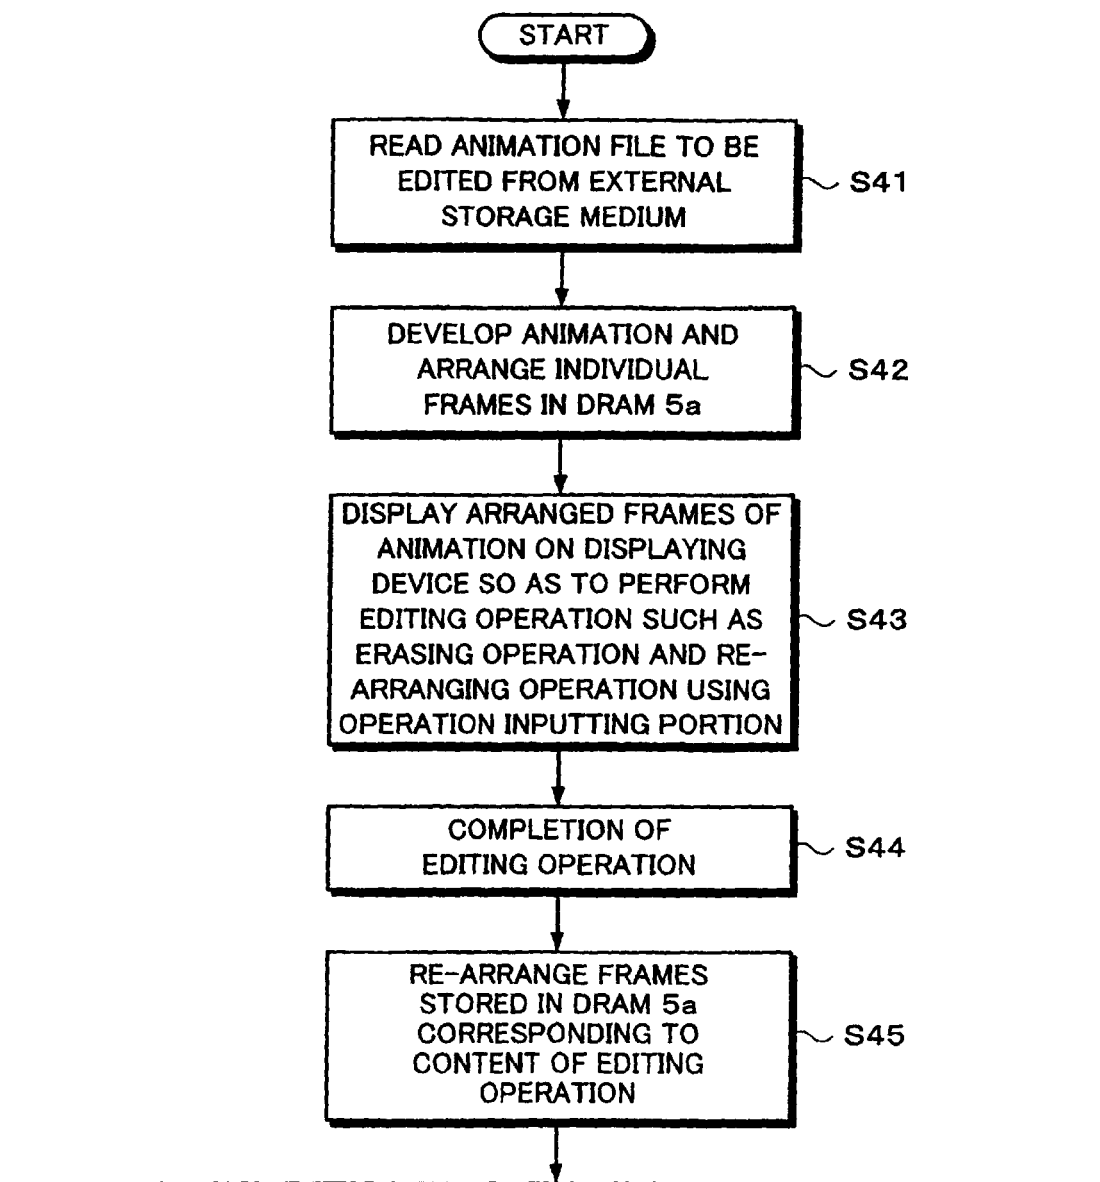 START
READ ANIMATION FILE TO BE
EDITED FROM EXTERNAL
STORAGE MEDIUM
S41
DEVELOP ANIMATION AND
ARRANGE INDIVIDUAL
FRAMES IN DRAM 5a
S42
DISPLAY ARRANGED FRAMES OF
ANIMATION ON DISPLAYING
DEVICE SO AS TO PERFORM
EDITING OPERATION SUCH AS
ERASING OPERATION AND RE-
ARRANGING OPERATION USING
OPERATION INPUTTING PORTION
S43
COMPLETION OF
EDITING OPERATION
S44
RE-ARRANGE FRAMES
STORED IN DRAM 5a
CORRESPONDING TO
CONTENT OF EDITING
OPERATION
S45